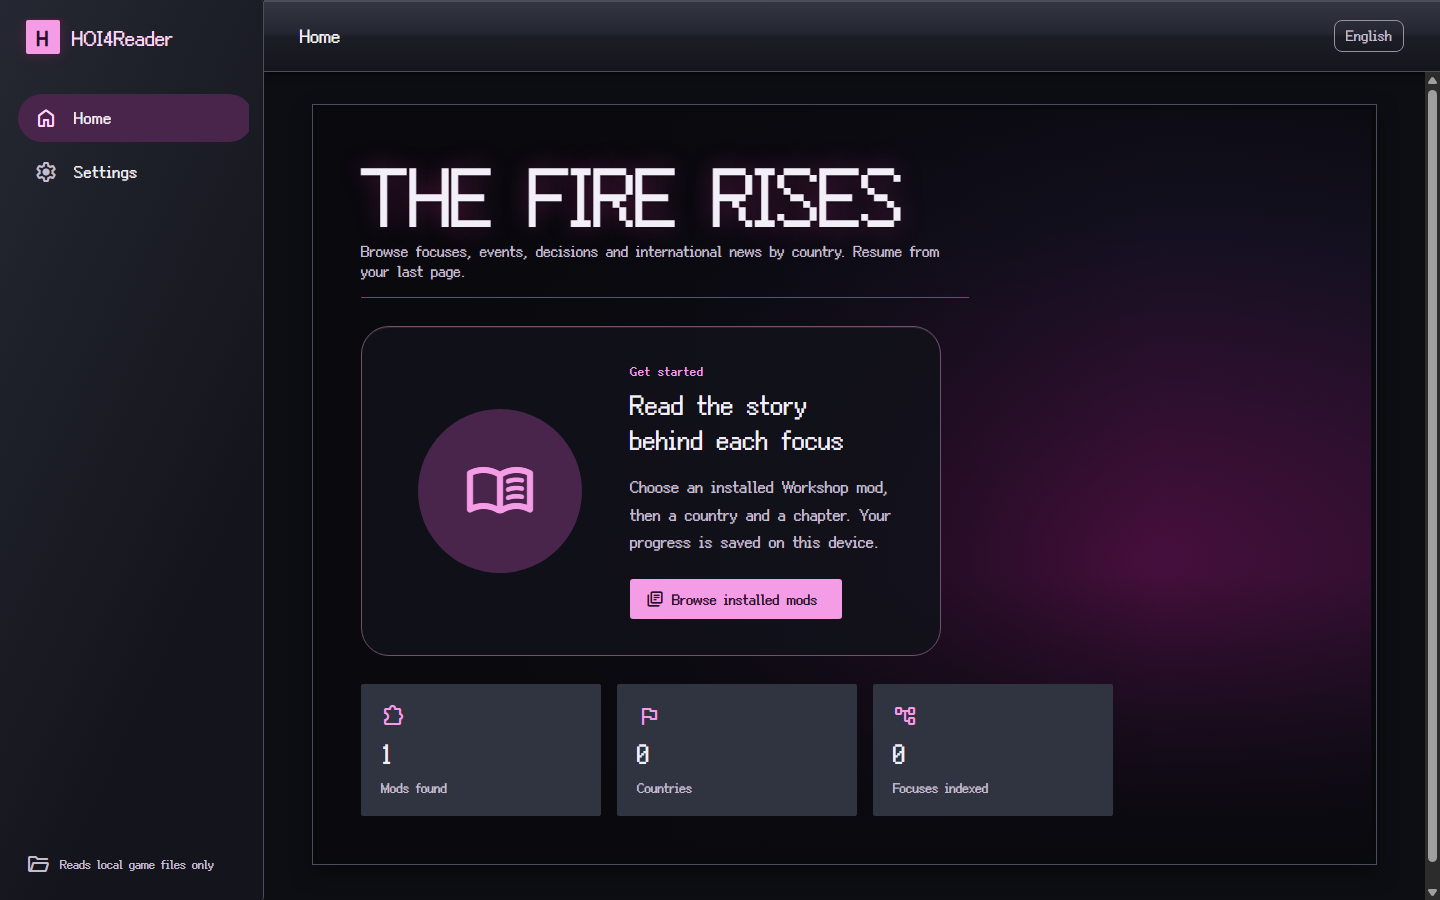 H HOI4Reader
Home
English
Home
Settings
THE FIRE RISES
Browse focuses, events, decisions and international news by country. Resume from
your last page.
Get started
Read the story
behind each focus
Choose an installed Workshop mod,
then a country and a chapter. Your
progress is saved on this device.
Browse installed mods
1
Mods found
0
Countries
0
Focuses indexed
Reads local game files only